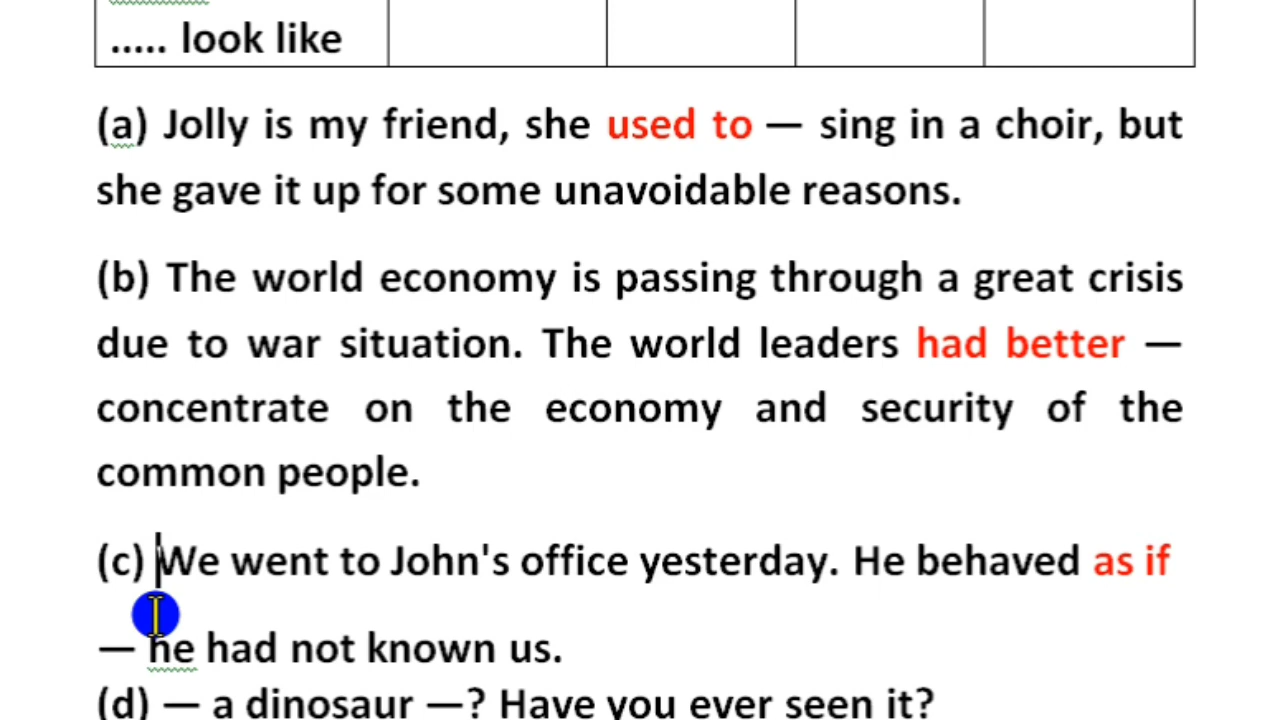 ..... look like
(a) Jolly is my friend, she used to — sing in a choir, but
she gave it up for some unavoidable reasons.
(b) The world economy is passing through a great crisis
due to war situation. The world leaders had better —
concentrate on the economy and security of the
common people.
(c) We went to John's office yesterday. He behaved as if
— he had not known us.
(d) — a dinosaur —? Have you ever seen it?